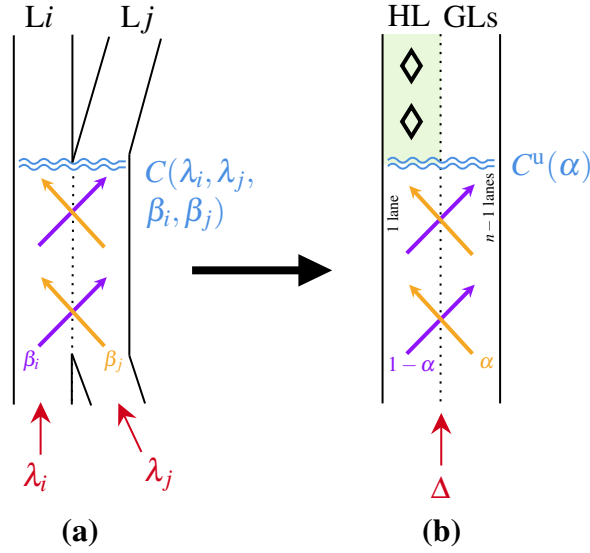 Li
Lj
HL
GLs
C(λi, λj,
βi, βj)
Cᵘ(α)
1 lane
n−1 lanes
βi
βj
1−α
α
λi
λj
Δ
(a)
(b)